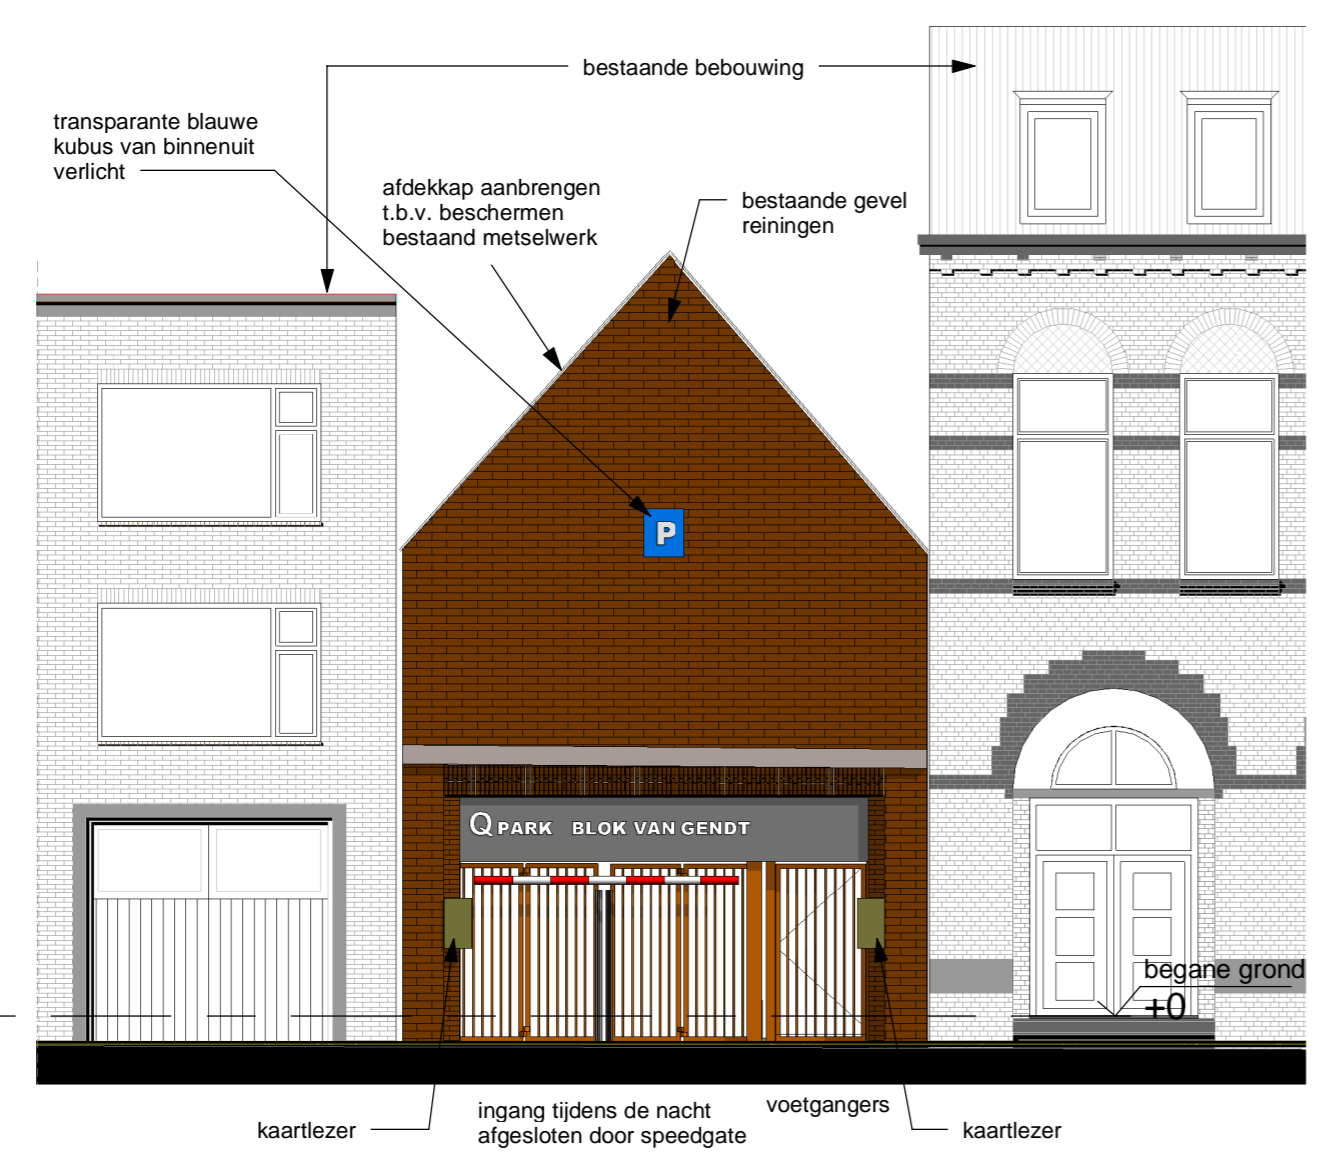 bestaande bebouwing
transparante blauwe
kubus van binnenuit
verlicht
afdekkap aanbrengen
t.b.v. beschermen
bestaand metselwerk
bestaande gevel
reiningen
P
Q PARK BLOK VAN GENDT
begane grond
+0
kaartlezer
ingang tijdens de nacht
afgesloten door speedgate
voetgangers
kaartlezer